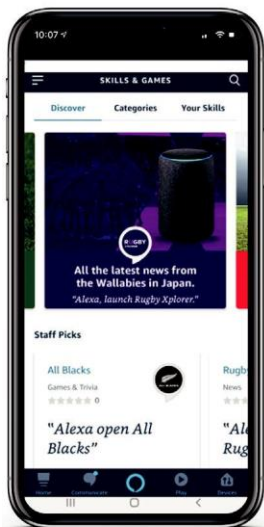 10:07
SKILLS & GAMES
Discover Categories Your Skills
RUGBY
All the latest news from
the Wallabies in Japan.
"Alexa, launch Rugby Xplorer."
Staff Picks
All Blacks
Games & Trivia
0
"Alexa open All
Blacks"
Rugby
News
"Al
Rug
Home Communicate Play Devices